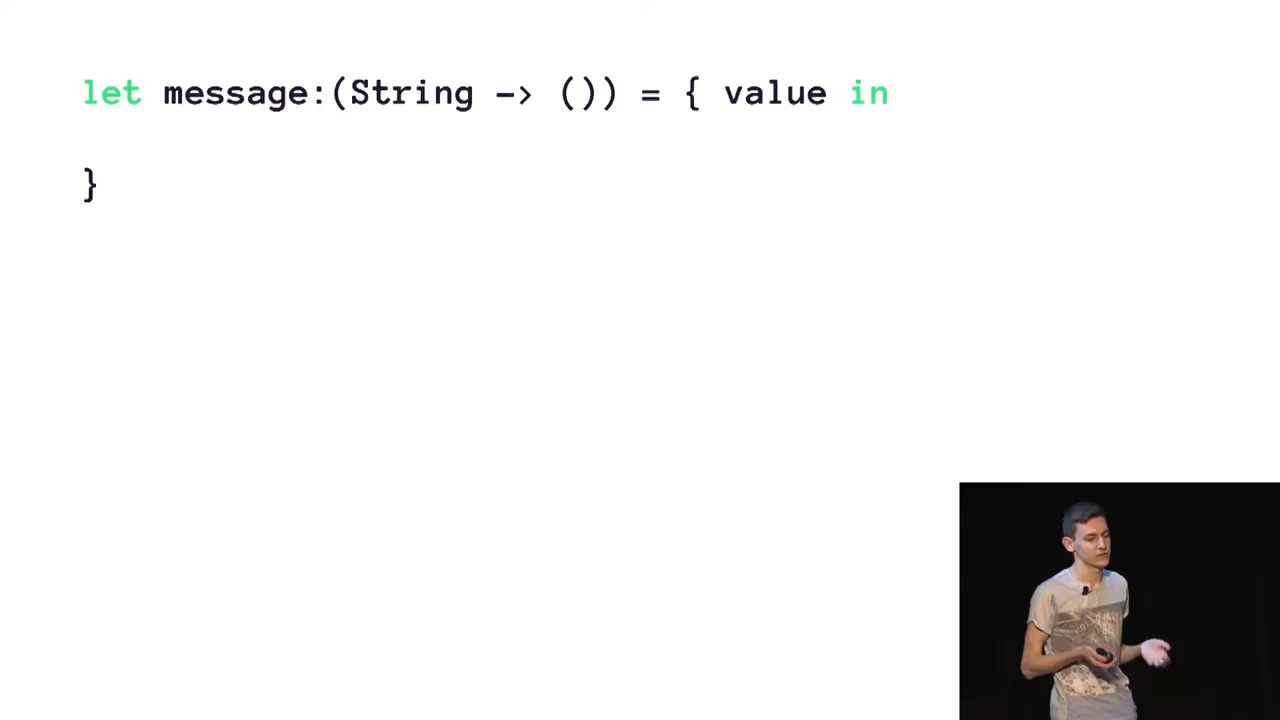 let message:(String -> ()) = { value in
}